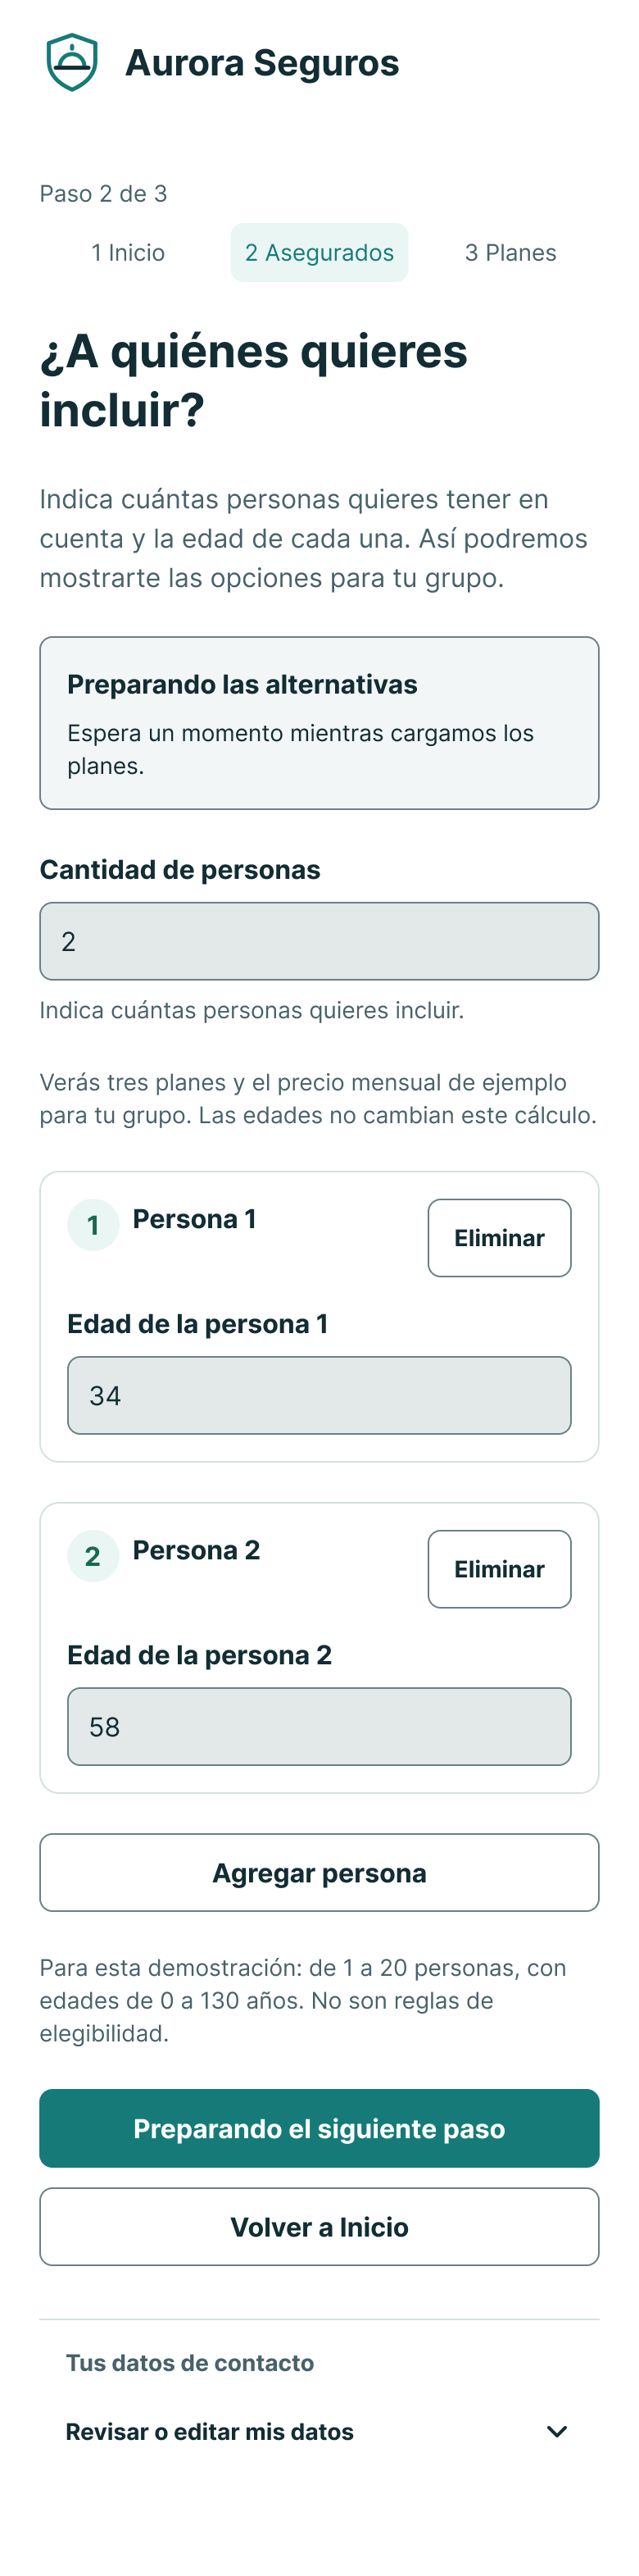 Aurora Seguros
Paso 2 de 3
1 Inicio
2 Asegurados
3 Planes
¿A quiénes quieres
incluir?
Indica cuántas personas quieres tener en
cuenta y la edad de cada una. Así podremos
mostrarte las opciones para tu grupo.
Preparando las alternativas
Espera un momento mientras cargamos los
planes.
Cantidad de personas
2
Indica cuántas personas quieres incluir.
Verás tres planes y el precio mensual de ejemplo
para tu grupo. Las edades no cambian este cálculo.
1
Persona 1
Eliminar
Edad de la persona 1
34
2
Persona 2
Eliminar
Edad de la persona 2
58
Agregar persona
Para esta demostración: de 1 a 20 personas, con
edades de 0 a 130 años. No son reglas de
elegibilidad.
Preparando el siguiente paso
Volver a Inicio
Tus datos de contacto
Revisar o editar mis datos